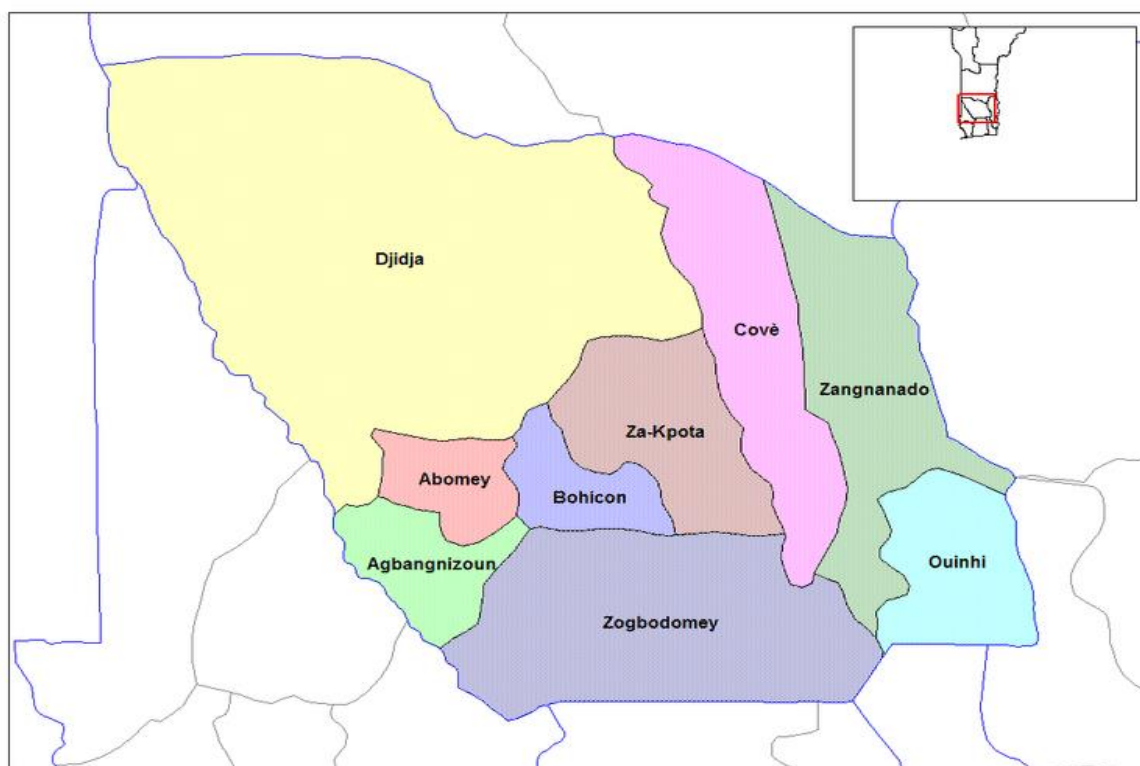 Djidja
Covè
Zangnanado
Za-Kpota
Abomey
Bohicon
Agbangnizoun
Ouinhi
Zogbodomey